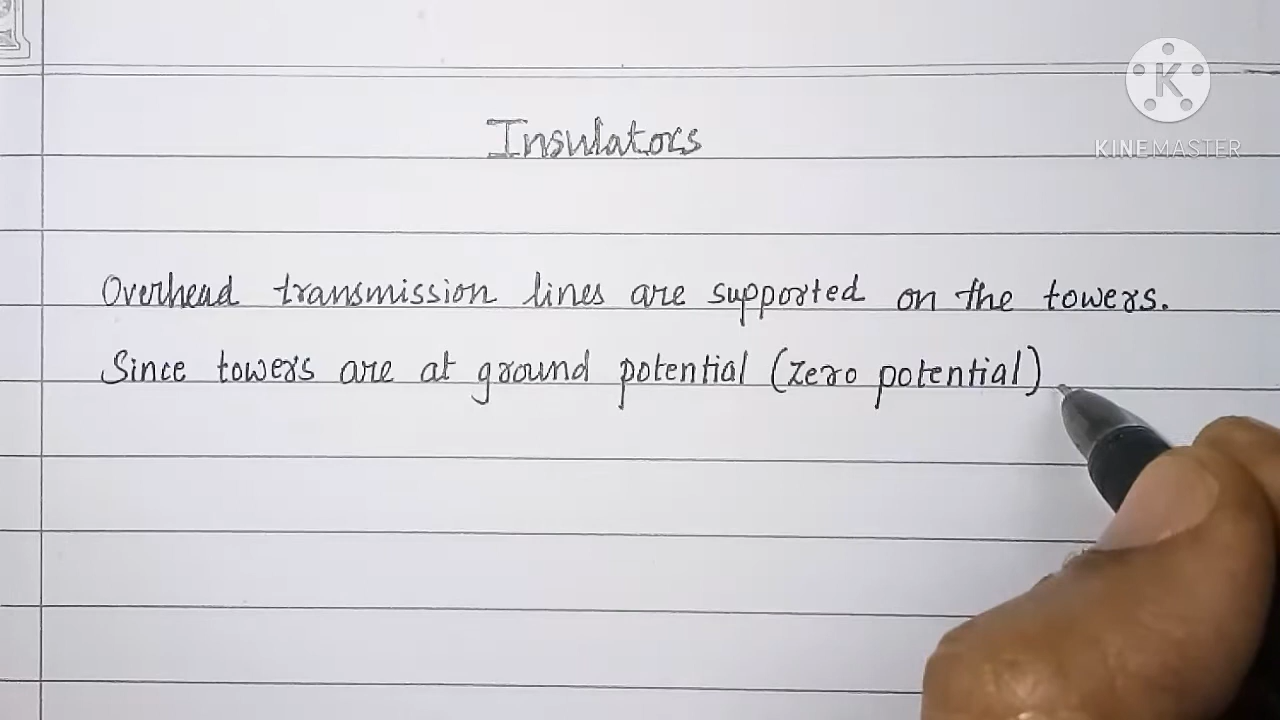 K
KINEMASTER
Insulators
Overhead transmission lines are supported on the towers.
Since towers are at ground potential (zero potential)